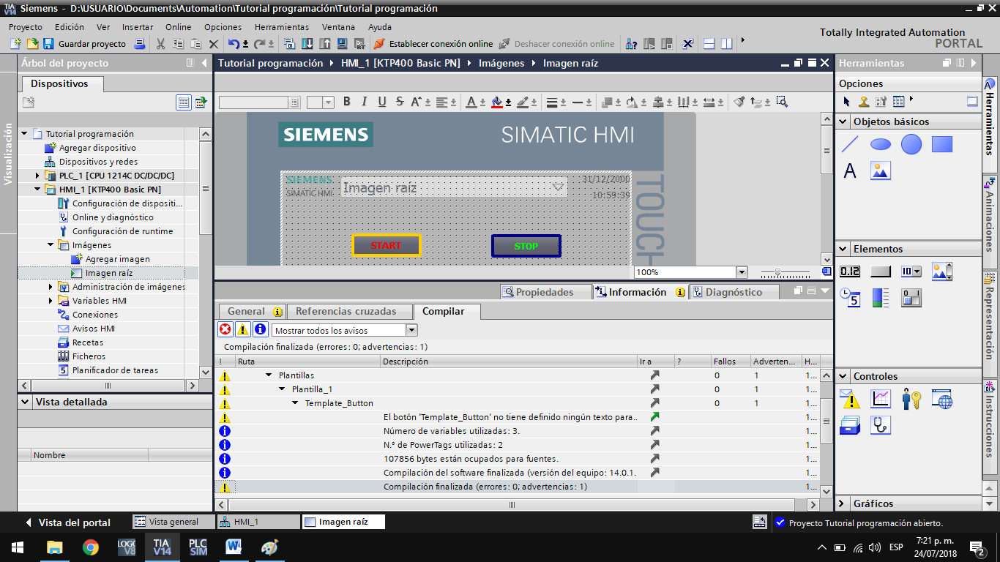 Siemens - D:\USUARIO\Documents\Automation\Tutorial programación\Tutorial programación
Proyecto Edición Ver Insertar Online Opciones Herramientas Ventana Ayuda
Guardar proyecto Establecer conexión online Deshacer conexión online
Totally Integrated Automation
PORTAL
Árbol del proyecto
Dispositivos
Visualización
Tutorial programación
Agregar dispositivo
Dispositivos y redes
PLC_1 [CPU 1214C DC/DC/DC]
HMI_1 [KTP400 Basic PN]
Configuración de dispositi...
Online y diagnóstico
Configuración de runtime
Imágenes
Agregar imagen
Imagen raíz
Administración de imágenes
Variables HMI
Conexiones
Avisos HMI
Recetas
Ficheros
Planificador de tareas
Vista detallada
Nombre
Tutorial programación HMI_1 [KTP400 Basic PN] Imágenes Imagen raíz
B I U S A A
SIEMENS SIMATIC HMI
SIEMENS
SIMATIC HMI
Imagen raíz
31/12/2000
10:59:39
TOUCH
START STOP
100%
Propiedades Información Diagnóstico
General Referencias cruzadas Compilar
Mostrar todos los avisos
Compilación finalizada (errores: 0; advertencias: 1)
! Ruta Descripción Ir a ? Fallos Adverten... H...
Plantillas 0 1 1...
Plantilla_1 0 1 1...
Template_Button 0 1 1...
El botón 'Template_Button' no tiene definido ningún texto para.. 1...
Número de variables utilizadas: 3. 1...
N.º de PowerTags utilizadas: 2 1...
107856 bytes están ocupados para fuentes. 1...
Compilación del software finalizada (versión del equipo: 14.0.1. 1...
Compilación finalizada (errores: 0; advertencias: 1) 1...
Herramientas
Opciones
Objetos básicos
A
Elementos
0.12 10 5 0 1
Controles
Gráficos
Herramientas
Animaciones
Representación
Instrucciones
Vista del portal Vista general HMI_1 Imagen raíz
Proyecto Tutorial programación abierto.
LOGO V8 TIA V14 PLC SIM
ESP
7:21 p. m.
24/07/2018
2